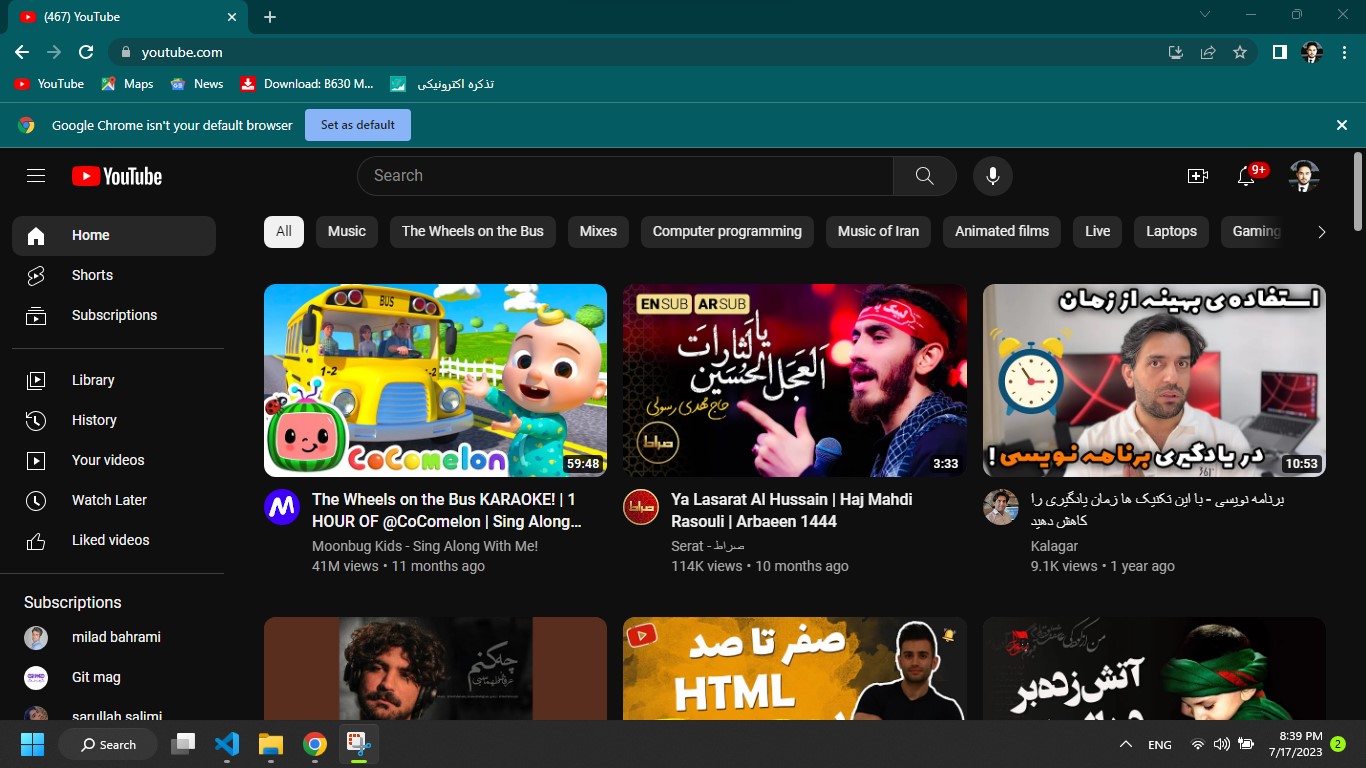 (467) YouTube
youtube.com
YouTube
Maps
News
Download: B630 M...
تذکره اکترونیکی
Google Chrome isn't your default browser
Set as default
YouTube
Search
9+
Home
Shorts
Subscriptions
Library
History
Your videos
Watch Later
Liked videos
Subscriptions
milad bahrami
Git mag
sarullah salimi
All
Music
The Wheels on the Bus
Mixes
Computer programming
Music of Iran
Animated films
Live
Laptops
Gaming
BUS
1-2
1-2
CoComelon
59:48
The Wheels on the Bus KARAOKE! | 1
HOUR OF @CoComelon | Sing Along...
Moonbug Kids - Sing Along With Me!
41M views • 11 months ago
EN SUB AR SUB
یا لثارات
الحسین
العجل
حاج مهدی رسولی
صراط
3:33
صراط
Ya Lasarat Al Hussain | Haj Mahdi
Rasouli | Arbaeen 1444
Serat - صراط
114K views • 10 months ago
استفاده ی بهینه از زمان
در یادگیری برنامه نویسی !
10:53
برنامه نویسی - با این تکنیک ها زمان یادگیری را
کاهش دهید
Kalagar
9.1K views • 1 year ago
چه کنم
صفر تا صد
HTML
آتش زده بر
Search
ENG
8:39 PM
7/17/2023
2